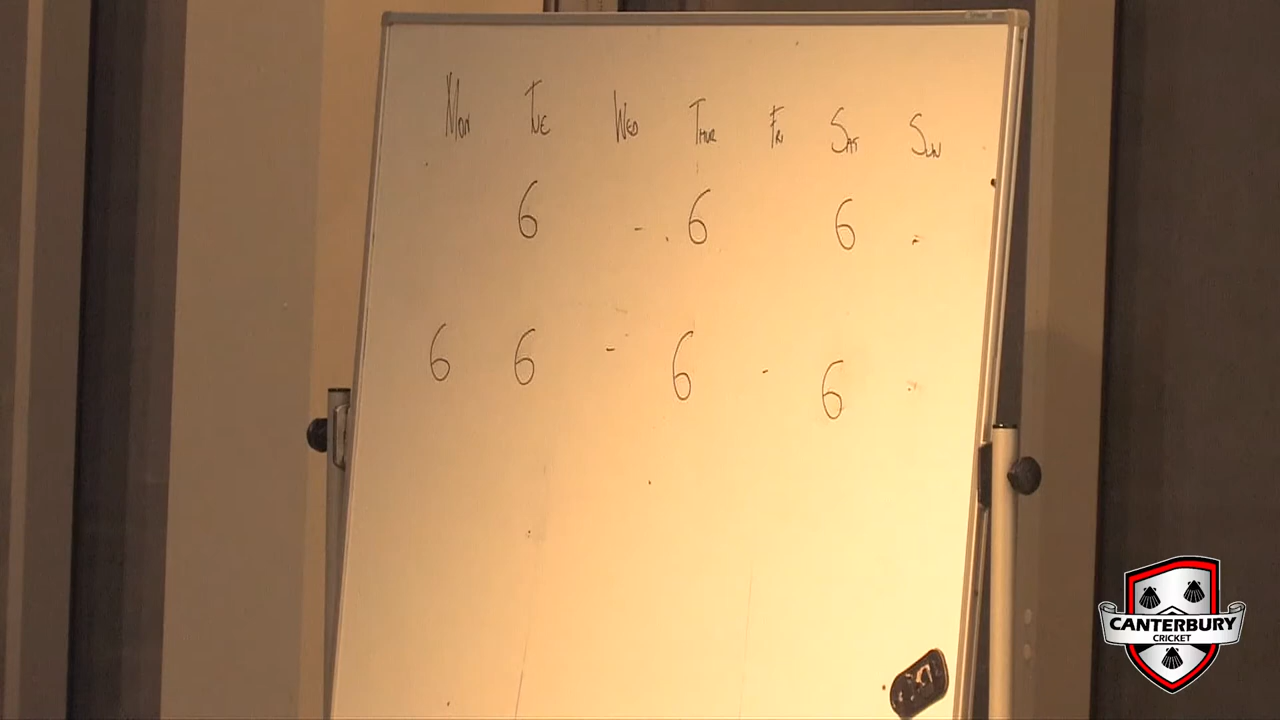 Mon Tue Wed Thur Fri Sat Sun
6 - 6 6 -
6 6 - 6 - 6
CANTERBURY
CRICKET